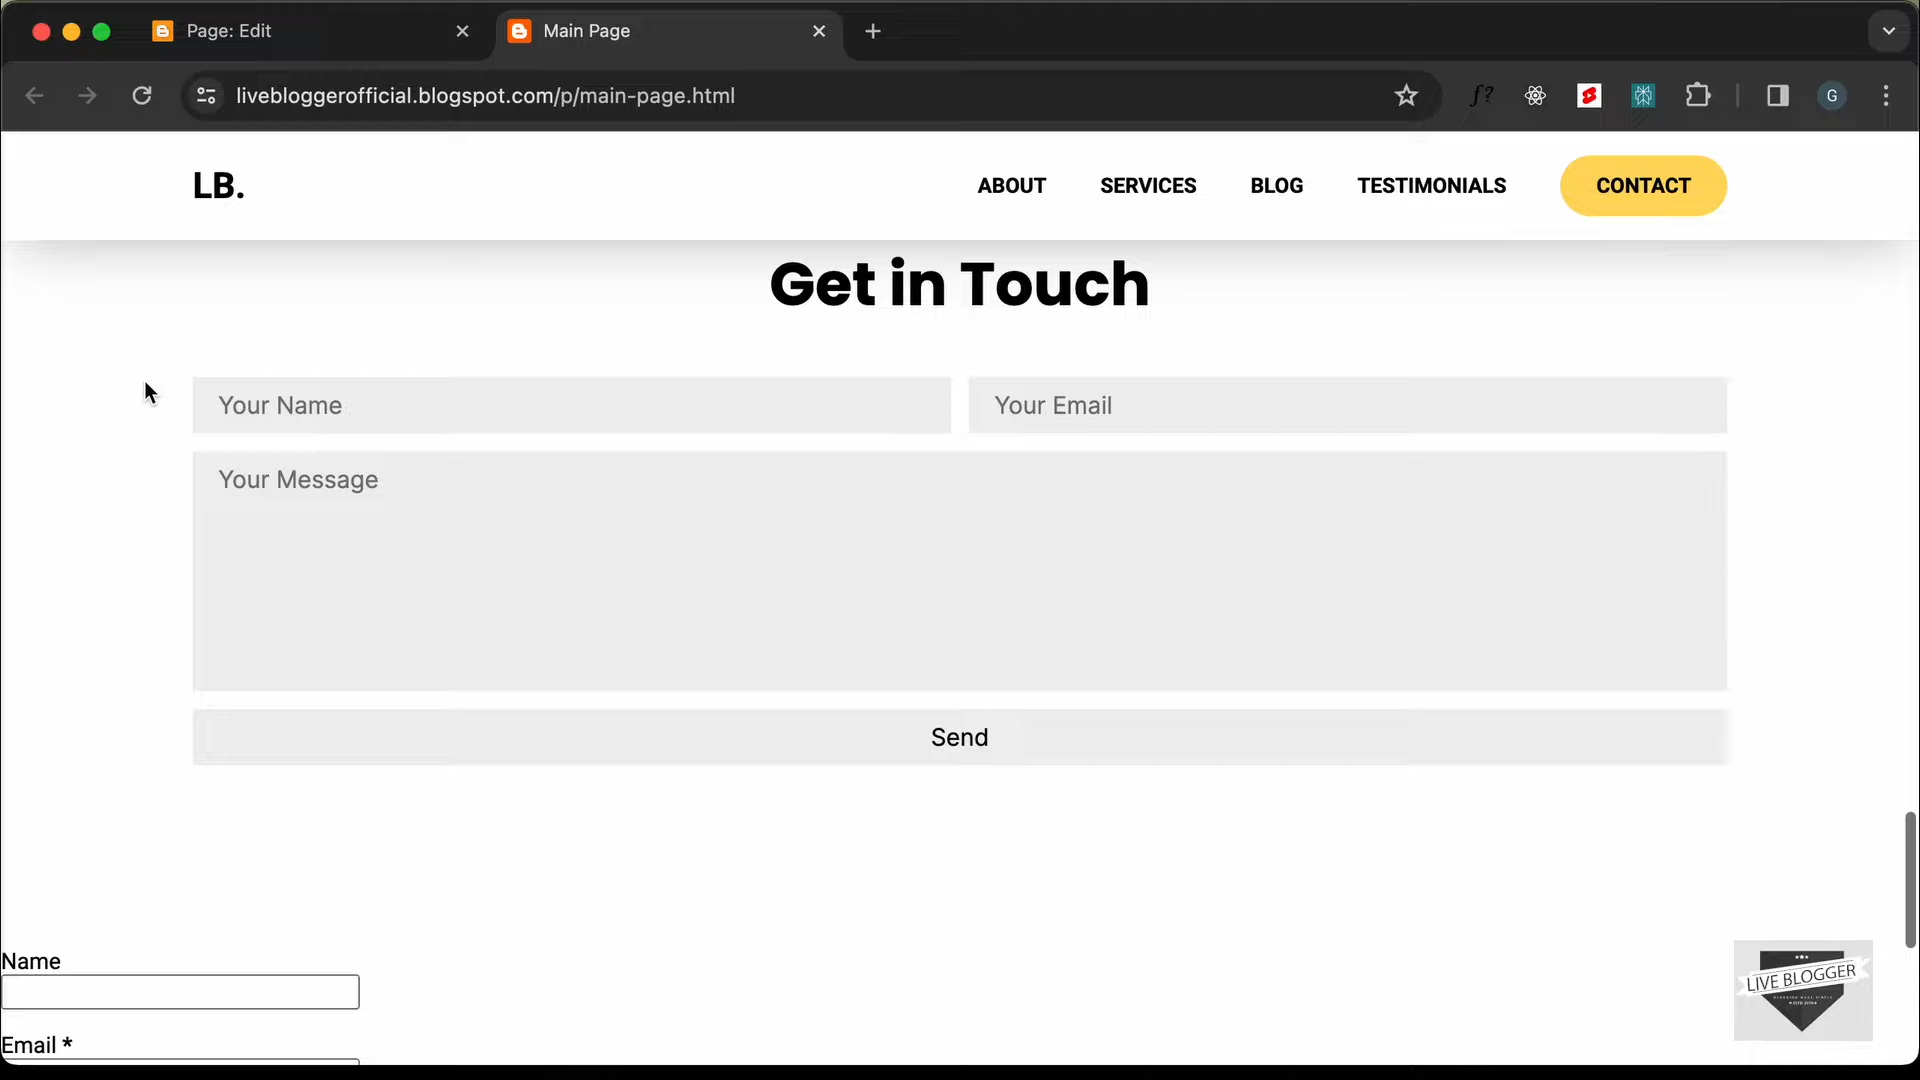 Page: Edit
Main Page
livebloggerofficial.blogspot.com/p/main-page.html
f?
G
LB.
ABOUT
SERVICES
BLOG
TESTIMONIALS
CONTACT
Get in Touch
Your Name
Your Email
Your Message
Send
Name
Email *
LIVE BLOGGER